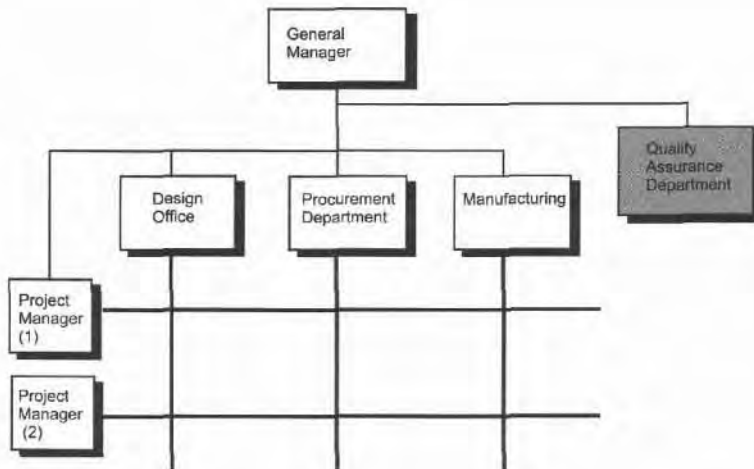 General
Manager
Quality
Assurance
Department
Design
Office
Procurement
Department
Manufacturing
Project
Manager
(1)
Project
Manager
(2)